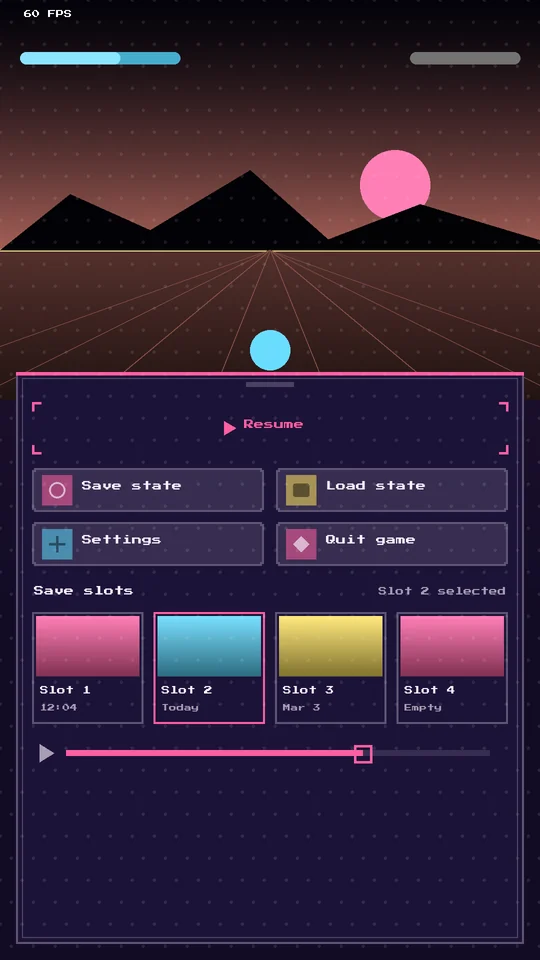 60 FPS
Resume
Save state
Load state
Settings
Quit game
Save slots
Slot 2 selected
Slot 1
12:04
Slot 2
Today
Slot 3
Mar 3
Slot 4
Empty